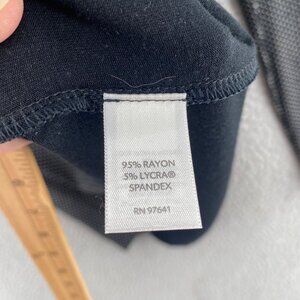 95% RAYON
5% LYCRA®
SPANDEX
RN 97641